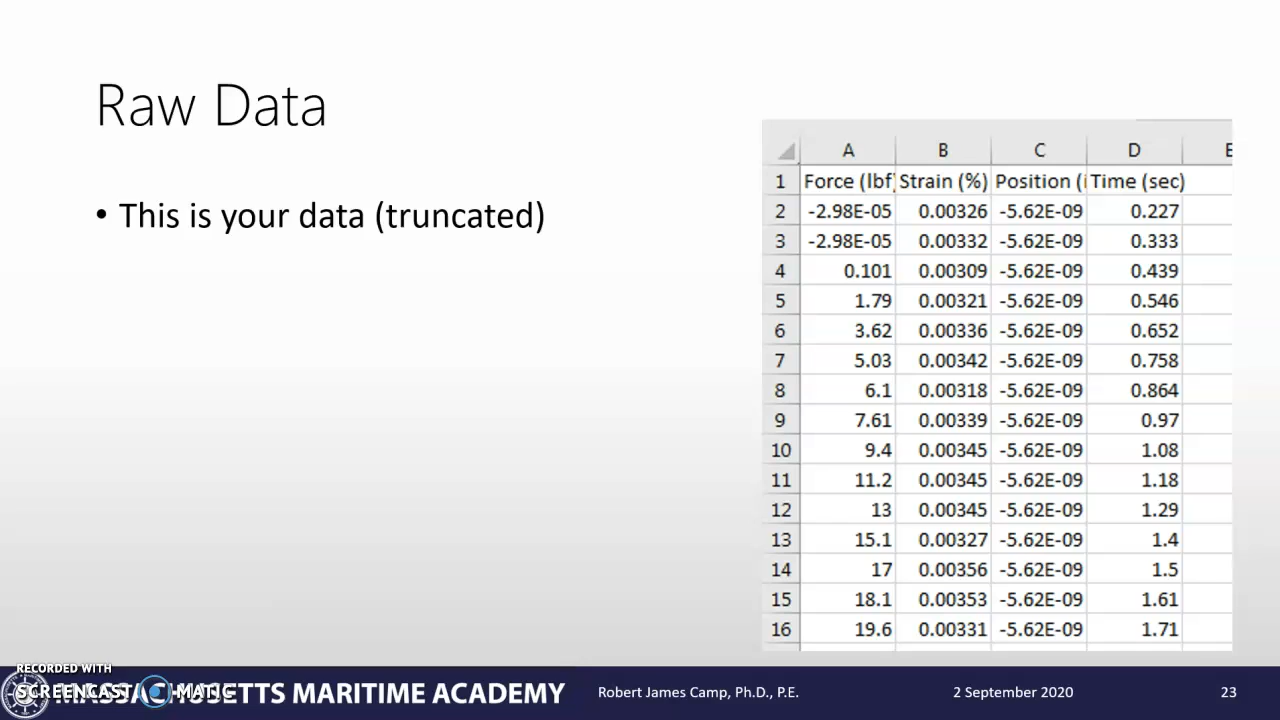 Raw Data
• This is your data (truncated)
A B C D E
1 Force (lbf) Strain (%) Position (i Time (sec)
2 -2.98E-05 0.00326 -5.62E-09 0.227
3 -2.98E-05 0.00332 -5.62E-09 0.333
4 0.101 0.00309 -5.62E-09 0.439
5 1.79 0.00321 -5.62E-09 0.546
6 3.62 0.00336 -5.62E-09 0.652
7 5.03 0.00342 -5.62E-09 0.758
8 6.1 0.00318 -5.62E-09 0.864
9 7.61 0.00339 -5.62E-09 0.97
10 9.4 0.00345 -5.62E-09 1.08
11 11.2 0.00345 -5.62E-09 1.18
12 13 0.00345 -5.62E-09 1.29
13 15.1 0.00327 -5.62E-09 1.4
14 17 0.00356 -5.62E-09 1.5
15 18.1 0.00353 -5.62E-09 1.61
16 19.6 0.00331 -5.62E-09 1.71
RECORDED WITH
SCREENCAST MATIC
MASSACHUSETTS MARITIME ACADEMY
Robert James Camp, Ph.D., P.E.
2 September 2020
23